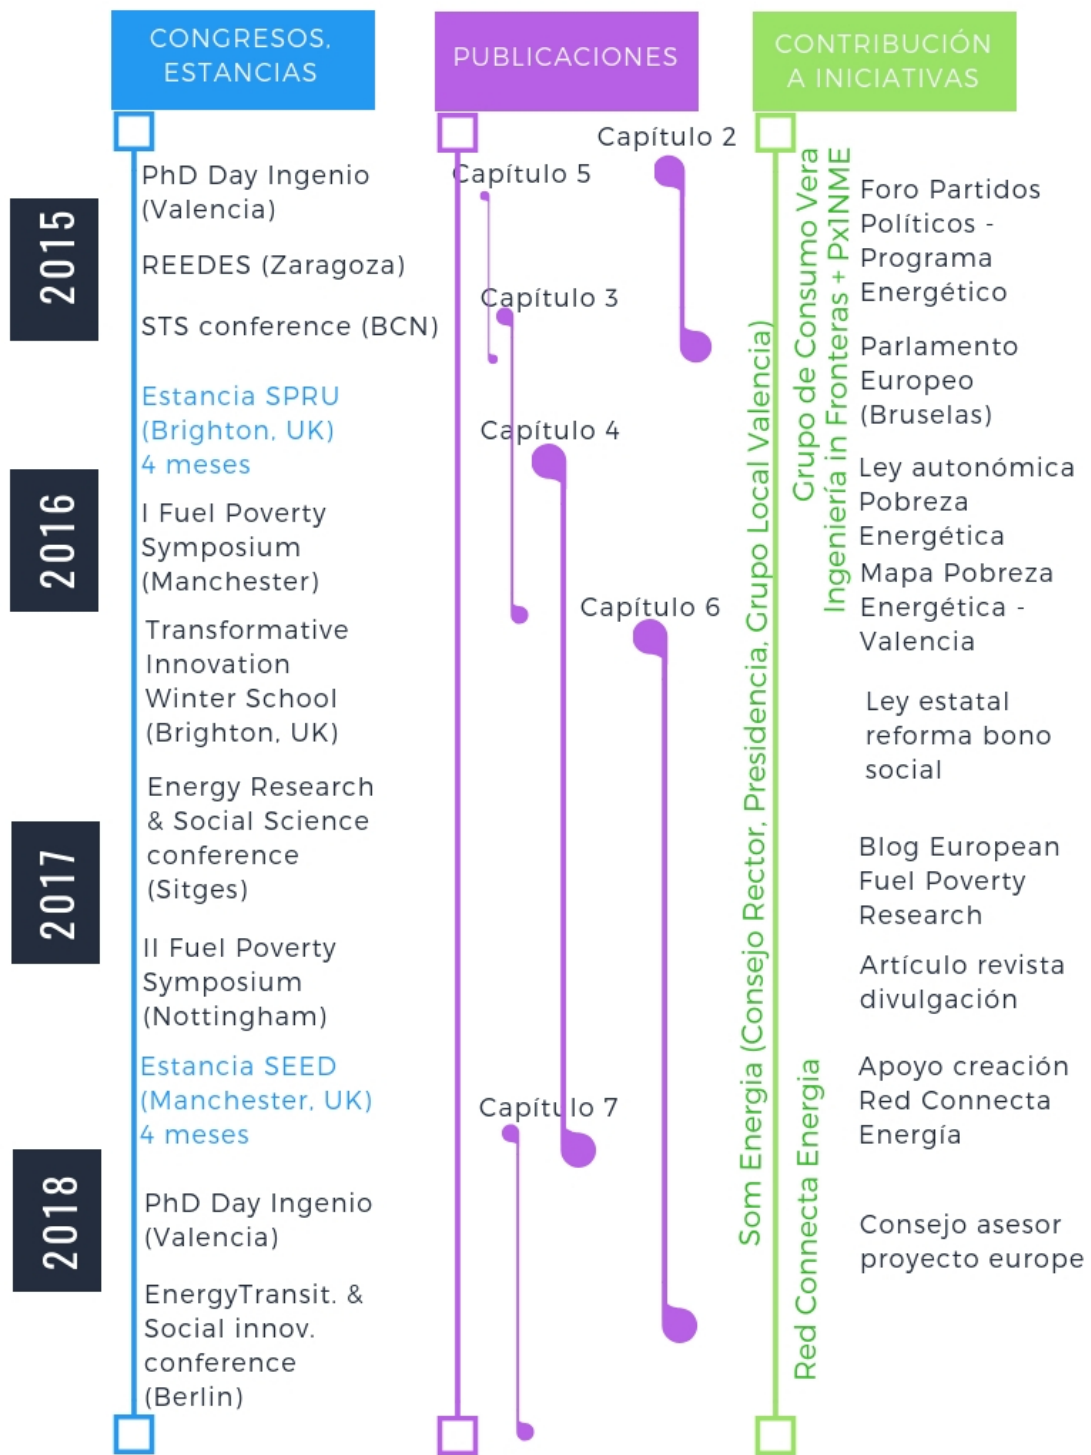 CONGRESOS,
ESTANCIAS
PUBLICACIONES
CONTRIBUCIÓN
A INICIATIVAS
2015
2016
2017
2018
PhD Day Ingenio
(Valencia)
REEDES (Zaragoza)
STS conference (BCN)
Estancia SPRU
(Brighton, UK)
4 meses
I Fuel Poverty
Symposium
(Manchester)
Transformative
Innovation
Winter School
(Brighton, UK)
Energy Research
& Social Science
conference
(Sitges)
II Fuel Poverty
Symposium
(Nottingham)
Estancia SEED
(Manchester, UK)
4 meses
PhD Day Ingenio
(Valencia)
EnergyTransit. &
Social innov.
conference
(Berlin)
Capítulo 2
Capítulo 5
Capítulo 3
Capítulo 4
Capítulo 6
Capítulo 7
Som Energia (Consejo Rector, Presidencia, Grupo Local Valencia)
Grupo de Consumo Vera
Ingeniería in Fronteras + Px1NME
Red Connecta Energia
Foro Partidos
Políticos -
Programa
Energético
Parlamento
Europeo
(Bruselas)
Ley autonómica
Pobreza
Energética
Mapa Pobreza
Energética -
Valencia
Ley estatal
reforma bono
social
Blog European
Fuel Poverty
Research
Artículo revista
divulgación
Apoyo creación
Red Connecta
Energía
Consejo asesor
proyecto europe